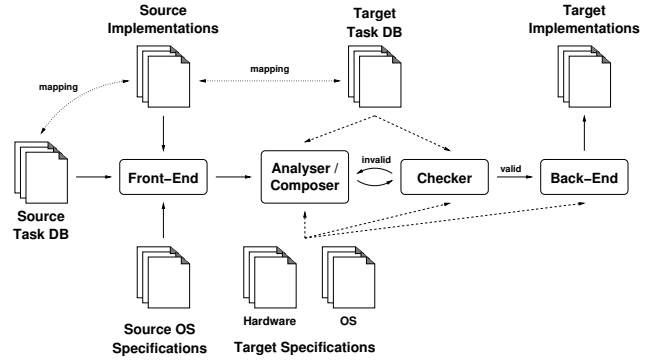 Source
Implementations
Target
Task DB
Target
Implementations
mapping
mapping
Source
Task DB
Front-End
Analyser /
Composer
invalid
Checker
valid
Back-End
Source OS
Specifications
Hardware
OS
Target Specifications